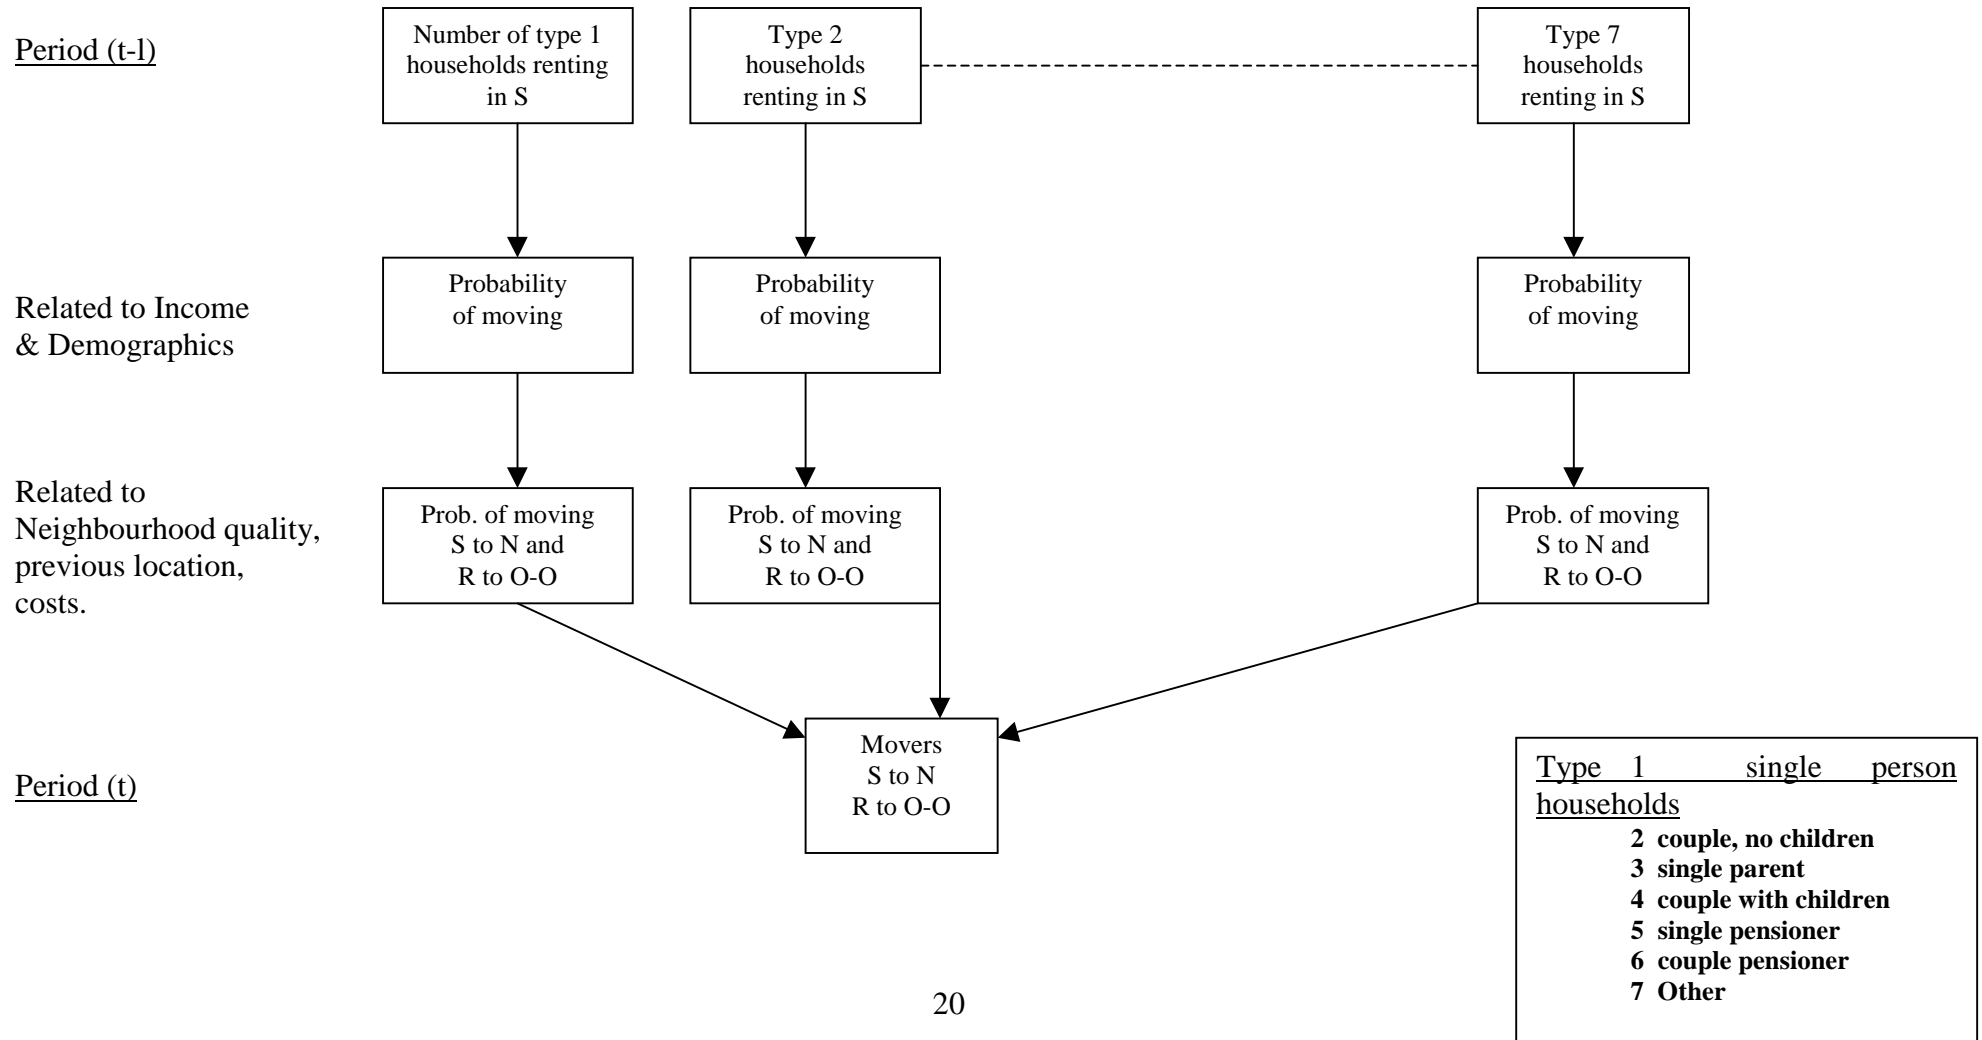 Period (t-l)
Number of type 1
households renting
in S
Type 2
households
renting in S
Type 7
households
renting in S
Related to Income
& Demographics
Probability
of moving
Probability
of moving
Probability
of moving
Related to
Neighbourhood quality,
previous location,
costs.
Prob. of moving
S to N and
R to O-O
Prob. of moving
S to N and
R to O-O
Prob. of moving
S to N and
R to O-O
Period (t)
Movers
S to N
R to O-O
Type 1 single person
households
2 couple, no children
3 single parent
4 couple with children
5 single pensioner
6 couple pensioner
7 Other
20